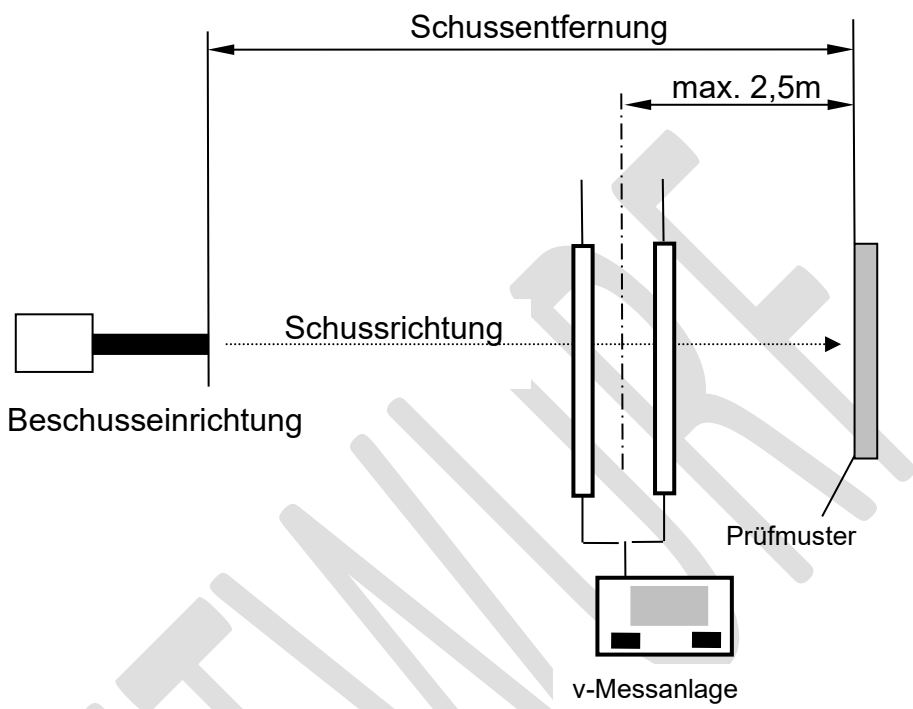 Schussentfernung
max. 2,5m
Schussrichtung
Beschusseinrichtung
Prüfmuster
v-Messanlage